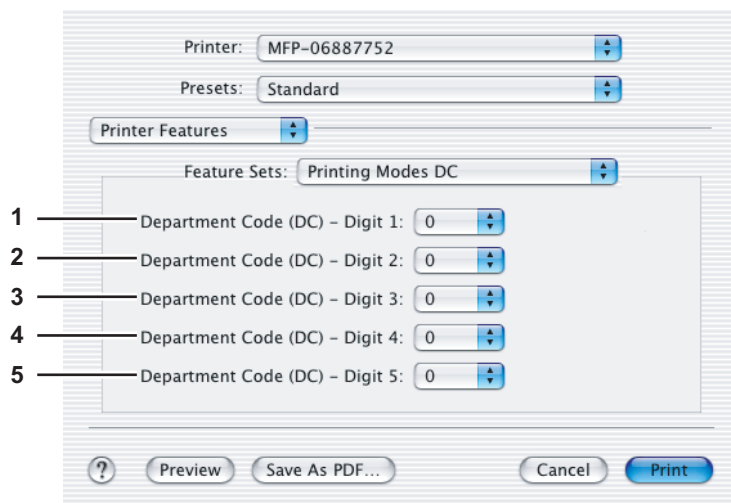 Printer: MFP-06887752
Presets: Standard
Printer Features
Feature Sets: Printing Modes DC
1 Department Code (DC) – Digit 1: 0
2 Department Code (DC) – Digit 2: 0
3 Department Code (DC) – Digit 3: 0
4 Department Code (DC) – Digit 4: 0
5 Department Code (DC) – Digit 5: 0
? Preview Save As PDF... Cancel Print